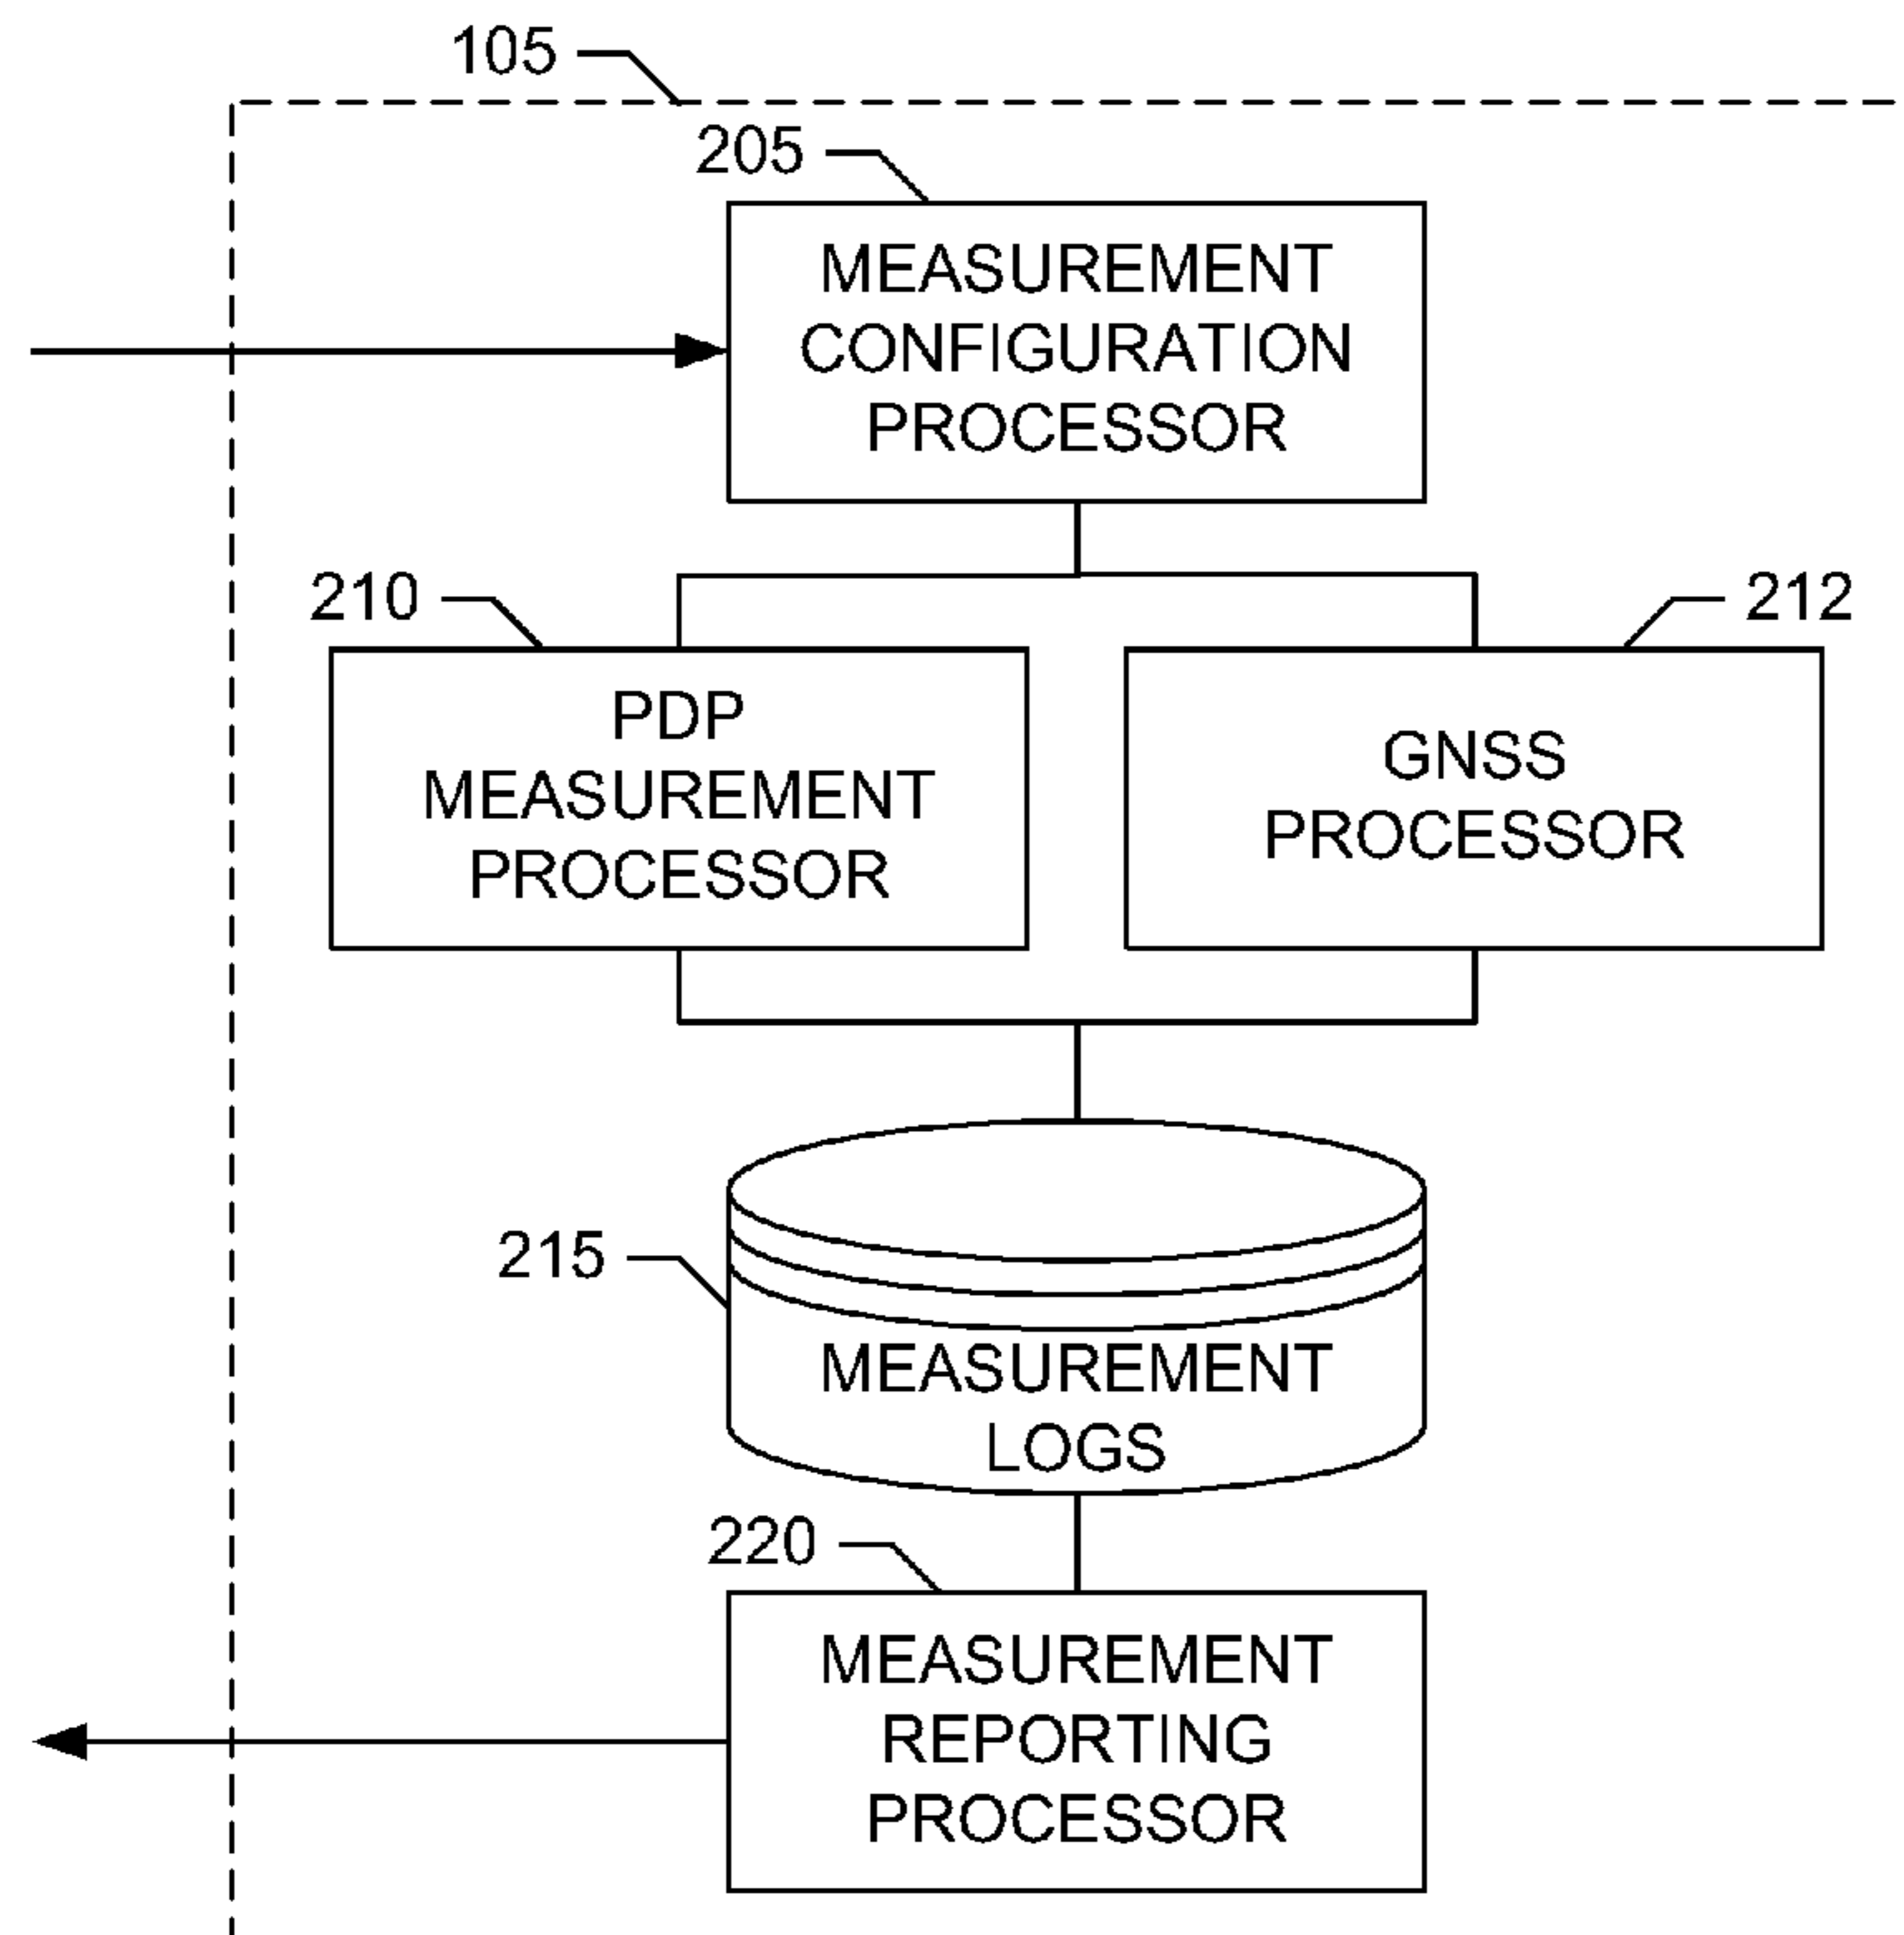 105
205
MEASUREMENT
CONFIGURATION
PROCESSOR
210
212
PDP
MEASUREMENT
PROCESSOR
GNSS
PROCESSOR
215
MEASUREMENT
LOGS
220
MEASUREMENT
REPORTING
PROCESSOR